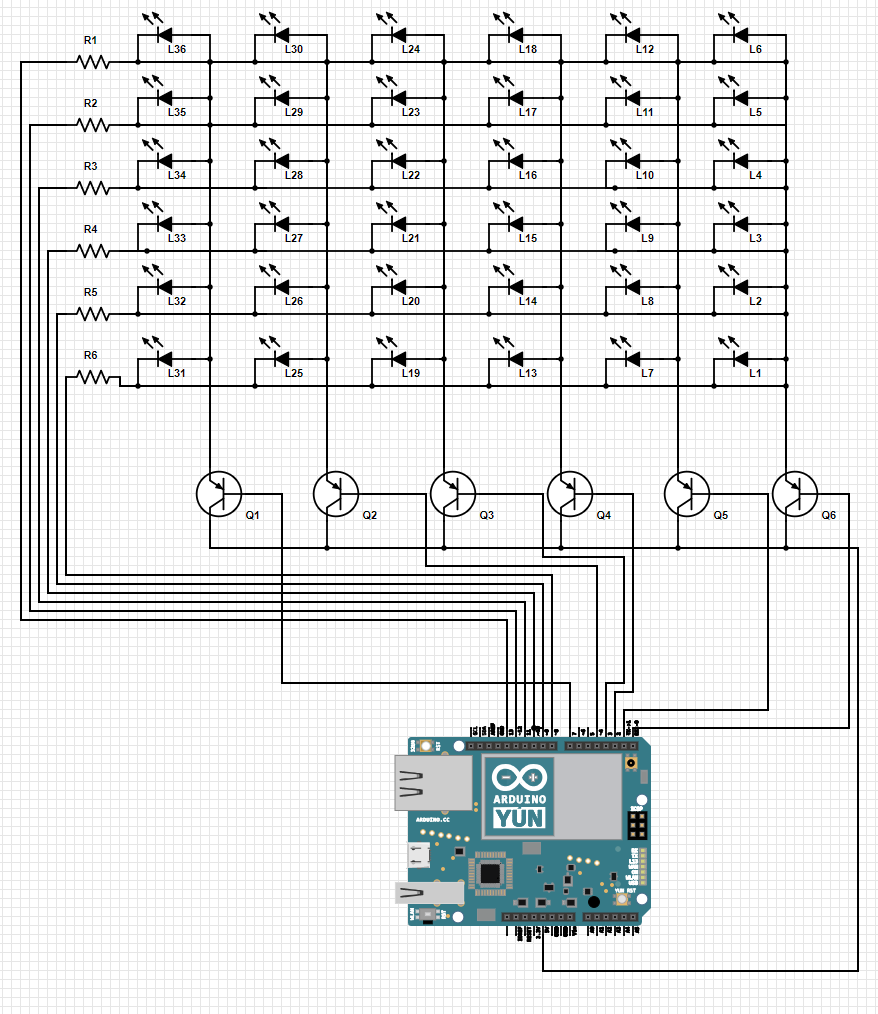 L36 L30 L24 L18 L12 L6
R1
L35 L29 L23 L17 L11 L5
R2
L34 L28 L22 L16 L10 L4
R3
L33 L27 L21 L15 L9 L3
R4
L32 L26 L20 L14 L8 L2
R5
L31 L25 L19 L13 L7 L1
R6
Q1 Q2 Q3 Q4 Q5 Q6
ARDUINO
YÚN
ARDUINO.CC
YUN RST